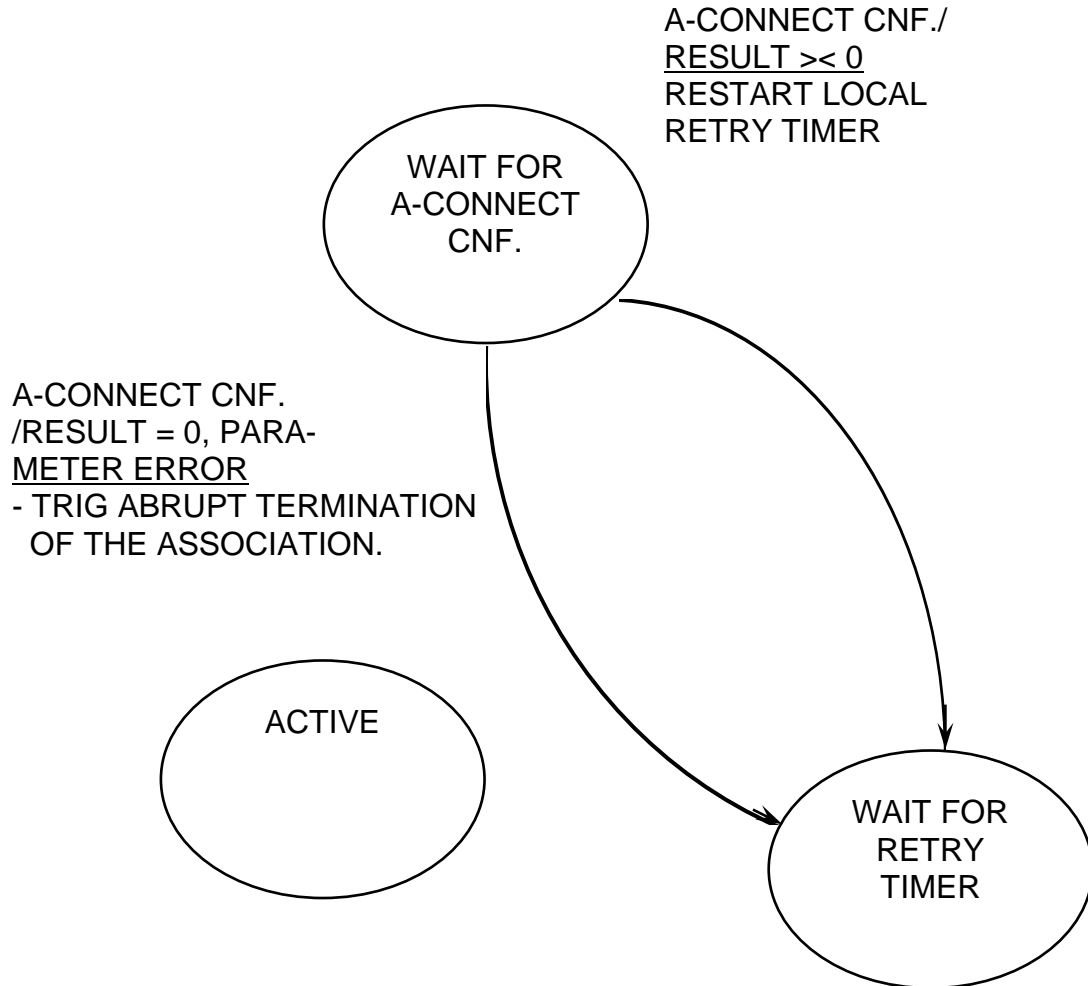 A-CONNECT CNF./
RESULT >< 0
RESTART LOCAL
RETRY TIMER
WAIT FOR
A-CONNECT
CNF.
A-CONNECT CNF.
/RESULT = 0, PARA-
METER ERROR
- TRIG ABRUPT TERMINATION
OF THE ASSOCIATION.
ACTIVE
WAIT FOR
RETRY
TIMER